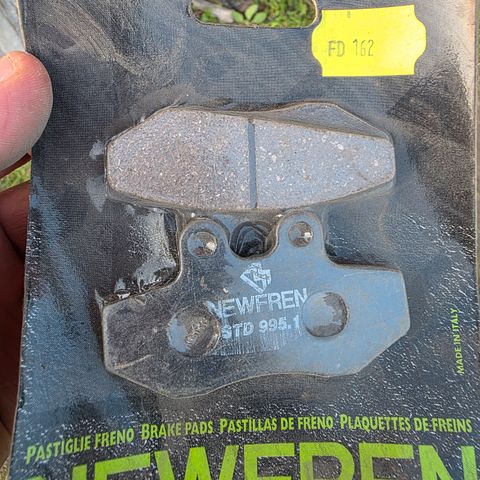 FD 162
NEWFREN
STD 995.1
MADE IN ITALY
PASTIGLIE FRENO BRAKE PADS PASTILLAS DE FRENO PLAQUETTES DE FREINS
NEWFREN